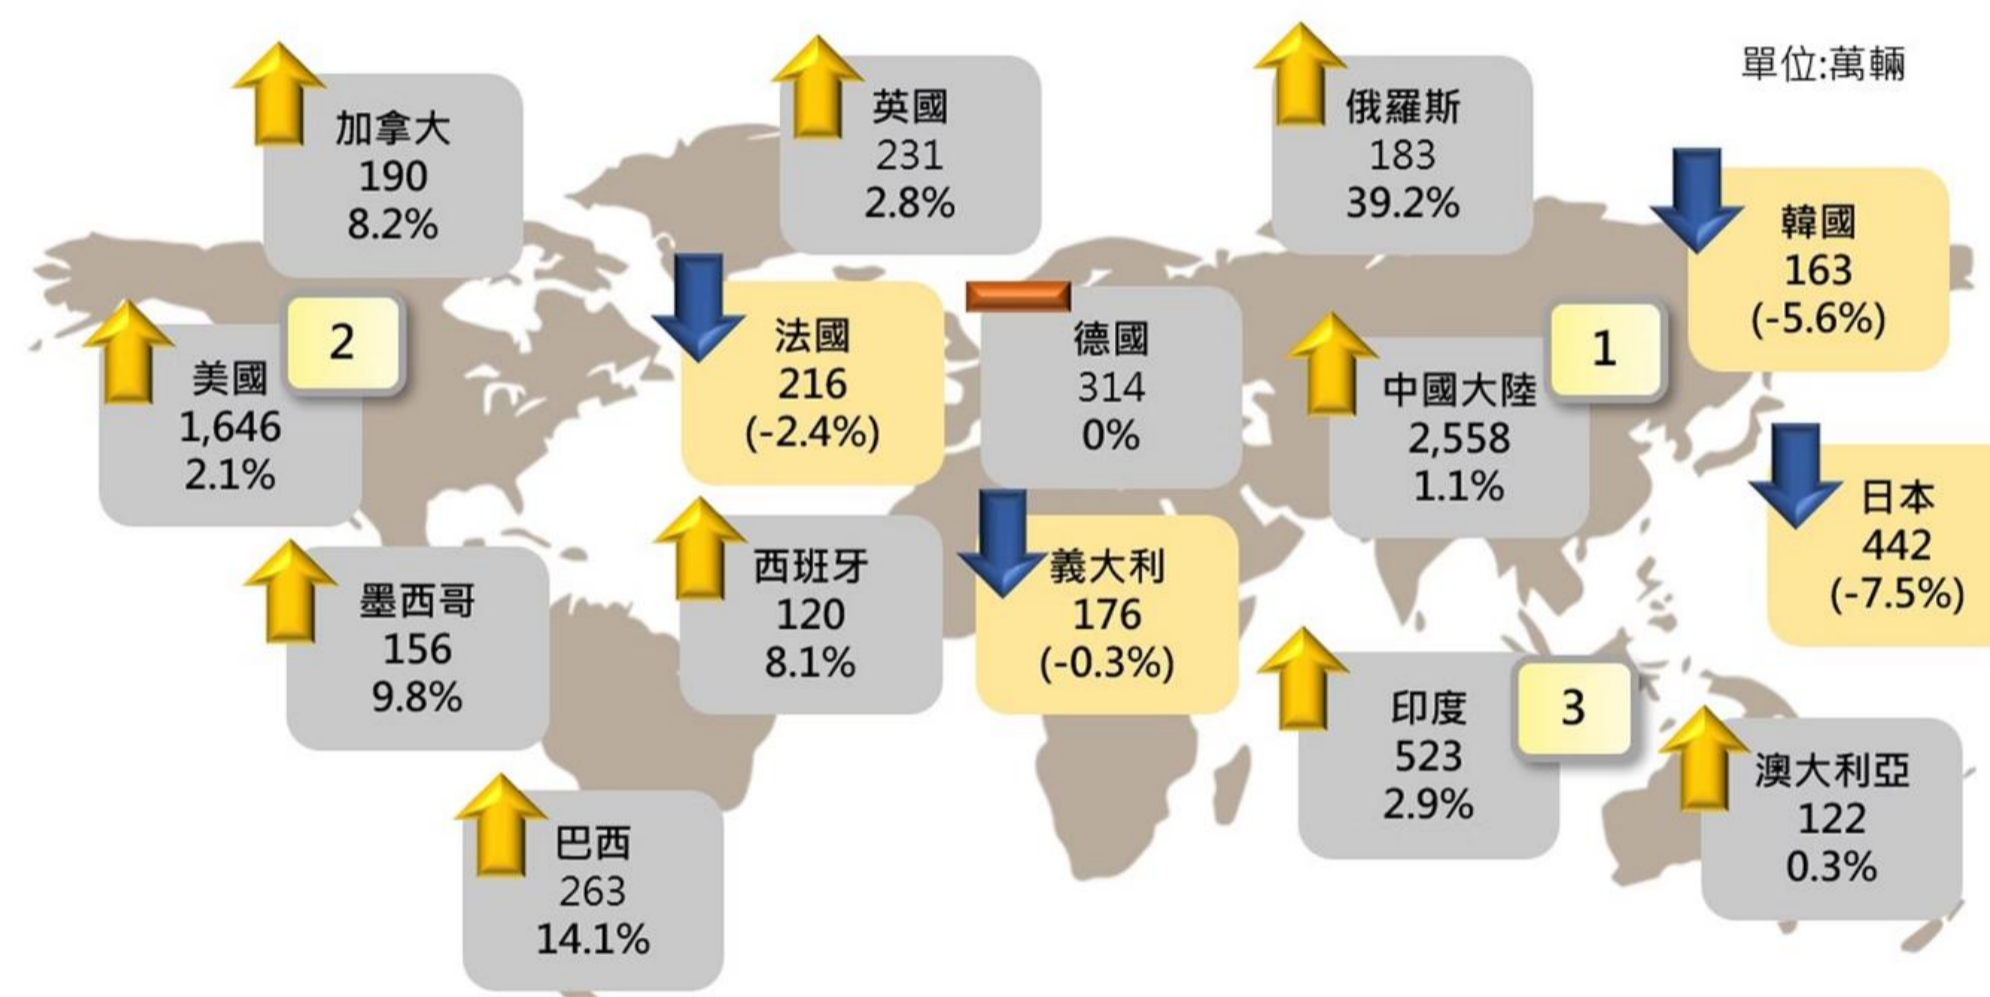 單位:萬輛
加拿大
190
8.2%
英國
231
2.8%
俄羅斯
183
39.2%
韓國
163
(-5.6%)
美國
1,646
2.1%
2
法國
216
(-2.4%)
德國
314
0%
中國大陸
2,558
1.1%
1
日本
442
(-7.5%)
墨西哥
156
9.8%
西班牙
120
8.1%
義大利
176
(-0.3%)
印度
523
2.9%
3
澳大利亞
122
0.3%
巴西
263
14.1%